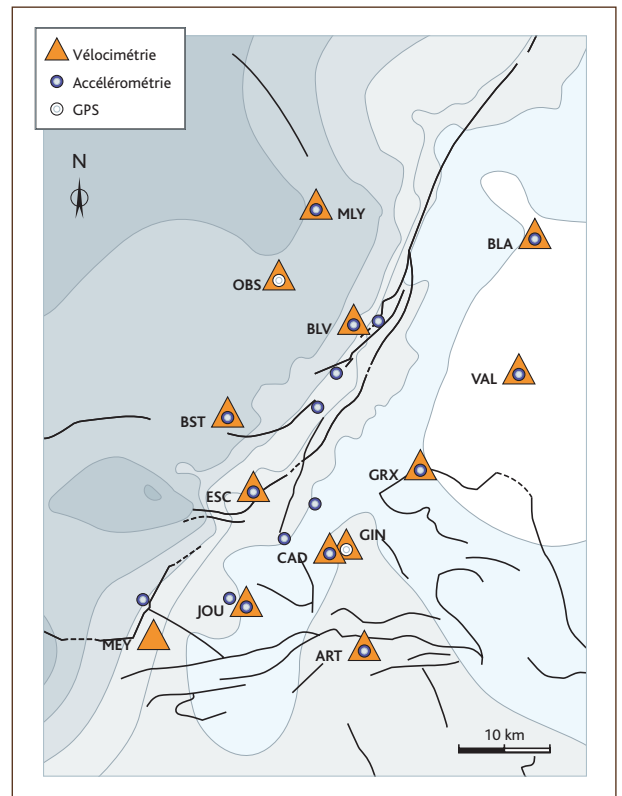 Vélocimétrie
Accélérométrie
GPS
N
MLY
BLA
OBS
BLV
VAL
BST
GRX
ESC
GIN
CAD
JOU
MEY
ART
10 km